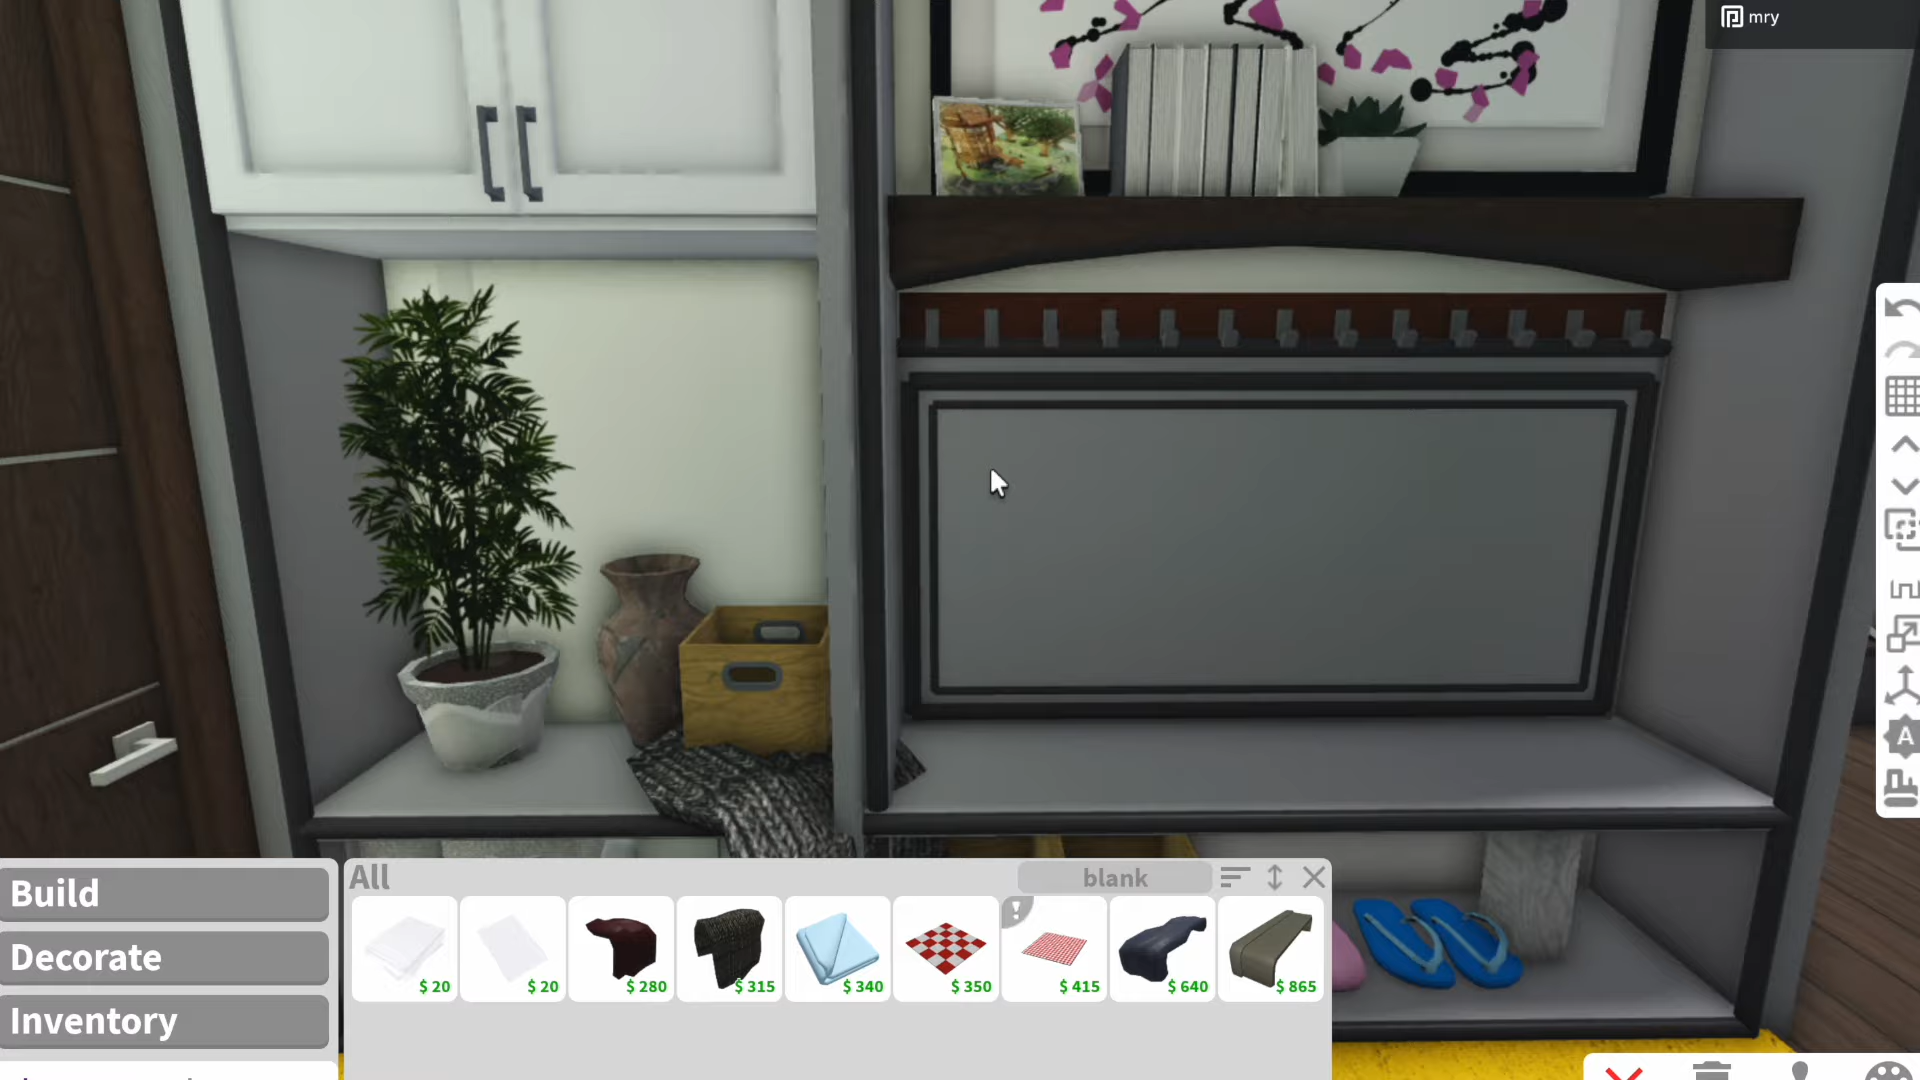 mry
Build
Decorate
Inventory
All
blank
$ 20
$ 20
$ 280
$ 315
$ 340
$ 350
$ 415
$ 640
$ 865
A